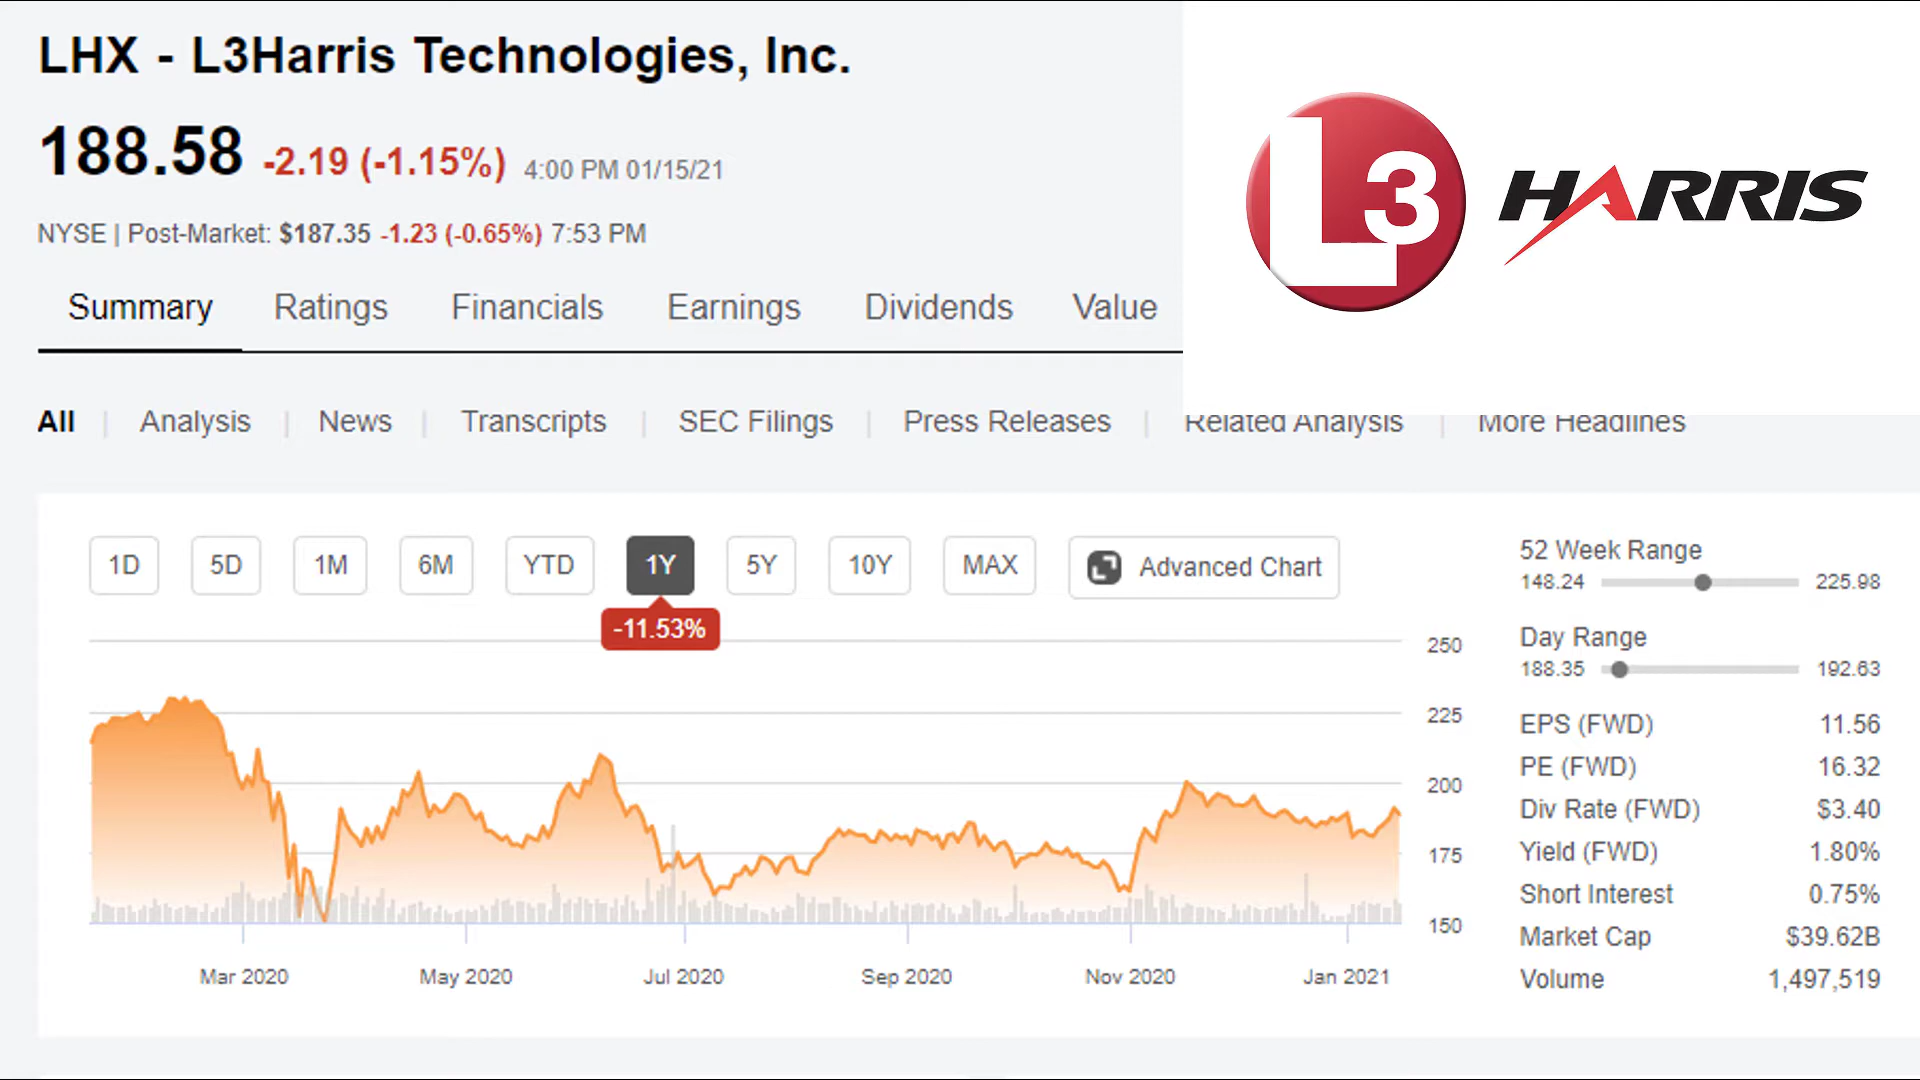 LHX - L3Harris Technologies, Inc.
188.58 -2.19 (-1.15%) 4:00 PM 01/15/21
NYSE | Post-Market: $187.35 -1.23 (-0.65%) 7:53 PM
L3 HARRIS
Summary Ratings Financials Earnings Dividends Value
All | Analysis | News | Transcripts | SEC Filings | Press Releases | Related Analysis | More Headlines
1D 5D 1M 6M YTD 1Y 5Y 10Y MAX Advanced Chart
-11.53%
250
225
200
175
150
Mar 2020 May 2020 Jul 2020 Sep 2020 Nov 2020 Jan 2021
52 Week Range
148.24 225.98
Day Range
188.35 192.63
EPS (FWD) 11.56
PE (FWD) 16.32
Div Rate (FWD) $3.40
Yield (FWD) 1.80%
Short Interest 0.75%
Market Cap $39.62B
Volume 1,497,519